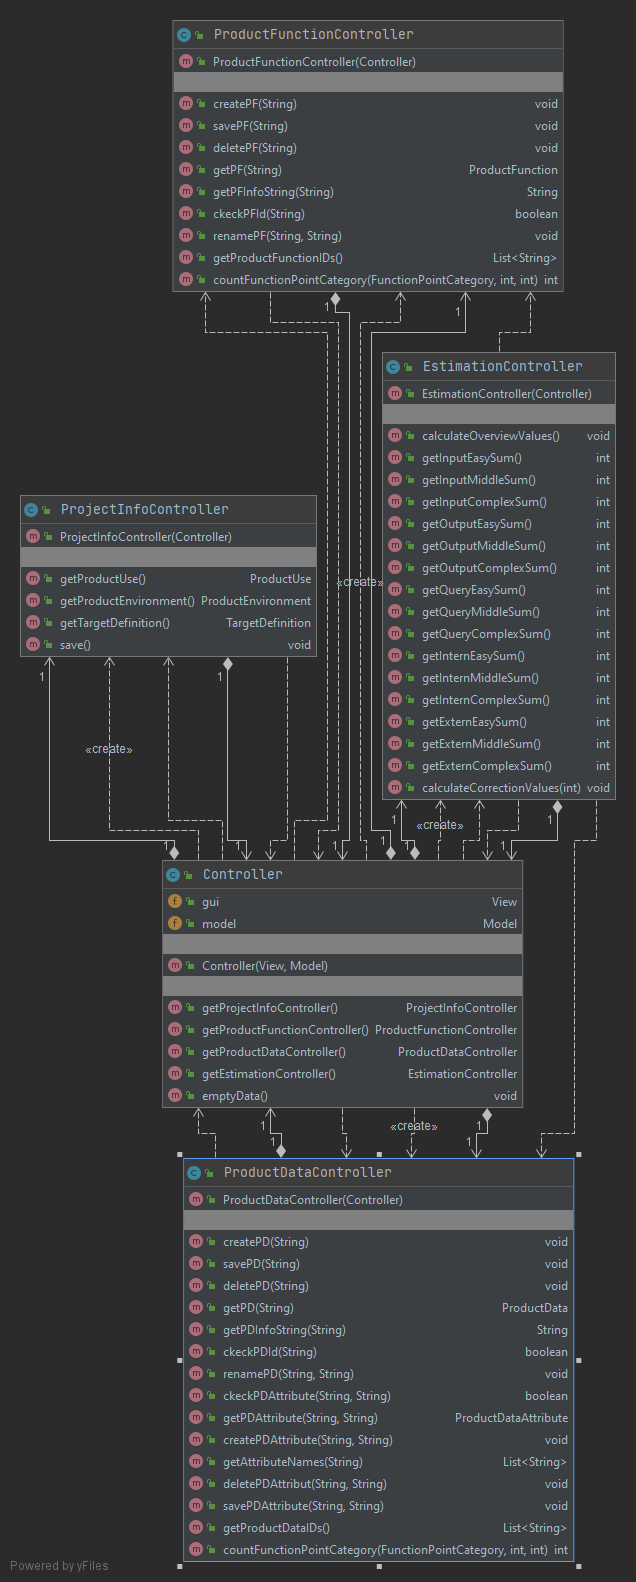 ProductFunctionController
ProductFunctionController(Controller)
createPF(String) void
savePF(String) void
deletePF(String) void
getPF(String) ProductFunction
getPFInfoString(String) String
ckeckPFId(String) boolean
renamePF(String, String) void
getProductFunctionIDs() List<String>
countFunctionPointCategory(FunctionPointCategory, int, int) int
1
1
EstimationController
EstimationController(Controller)
calculateOverviewValues() void
getInputEasySum() int
getInputMiddleSum() int
getInputComplexSum() int
getOutputEasySum() int
getOutputMiddleSum() int
getOutputComplexSum() int
getQueryEasySum() int
getQueryMiddleSum() int
getQueryComplexSum() int
getInternEasySum() int
getInternMiddleSum() int
getInternComplexSum() int
getExternEasySum() int
getExternMiddleSum() int
getExternComplexSum() int
calculateCorrectionValues(int) void
ProjectInfoController
ProjectInfoController(Controller)
getProductUse() ProductUse
getProductEnvironment() ProductEnvironment
getTargetDefinition() TargetDefinition
save() void
«create»
1
1
«create»
1
1
«create»
1
1
1
1
1
1
Controller
gui View
model Model
Controller(View, Model)
getProjectInfoController() ProjectInfoController
getProductFunctionController() ProductFunctionController
getProductDataController() ProductDataController
getEstimationController() EstimationController
emptyData() void
1
«create»
1
1
1
ProductDataController
ProductDataController(Controller)
createPD(String) void
savePD(String) void
deletePD(String) void
getPD(String) ProductData
getPDInfoString(String) String
ckeckPDId(String) boolean
renamePD(String, String) void
ckeckPDAttribute(String, String) boolean
getPDAttribute(String, String) ProductDataAttribute
createPDAttribute(String, String) void
getAttributeNames(String) List<String>
deletePDAttribut(String, String) void
savePDAttribute(String, String) void
getProductDataIDs() List<String>
countFunctionPointCategory(FunctionPointCategory, int, int) int
Powered by yFiles